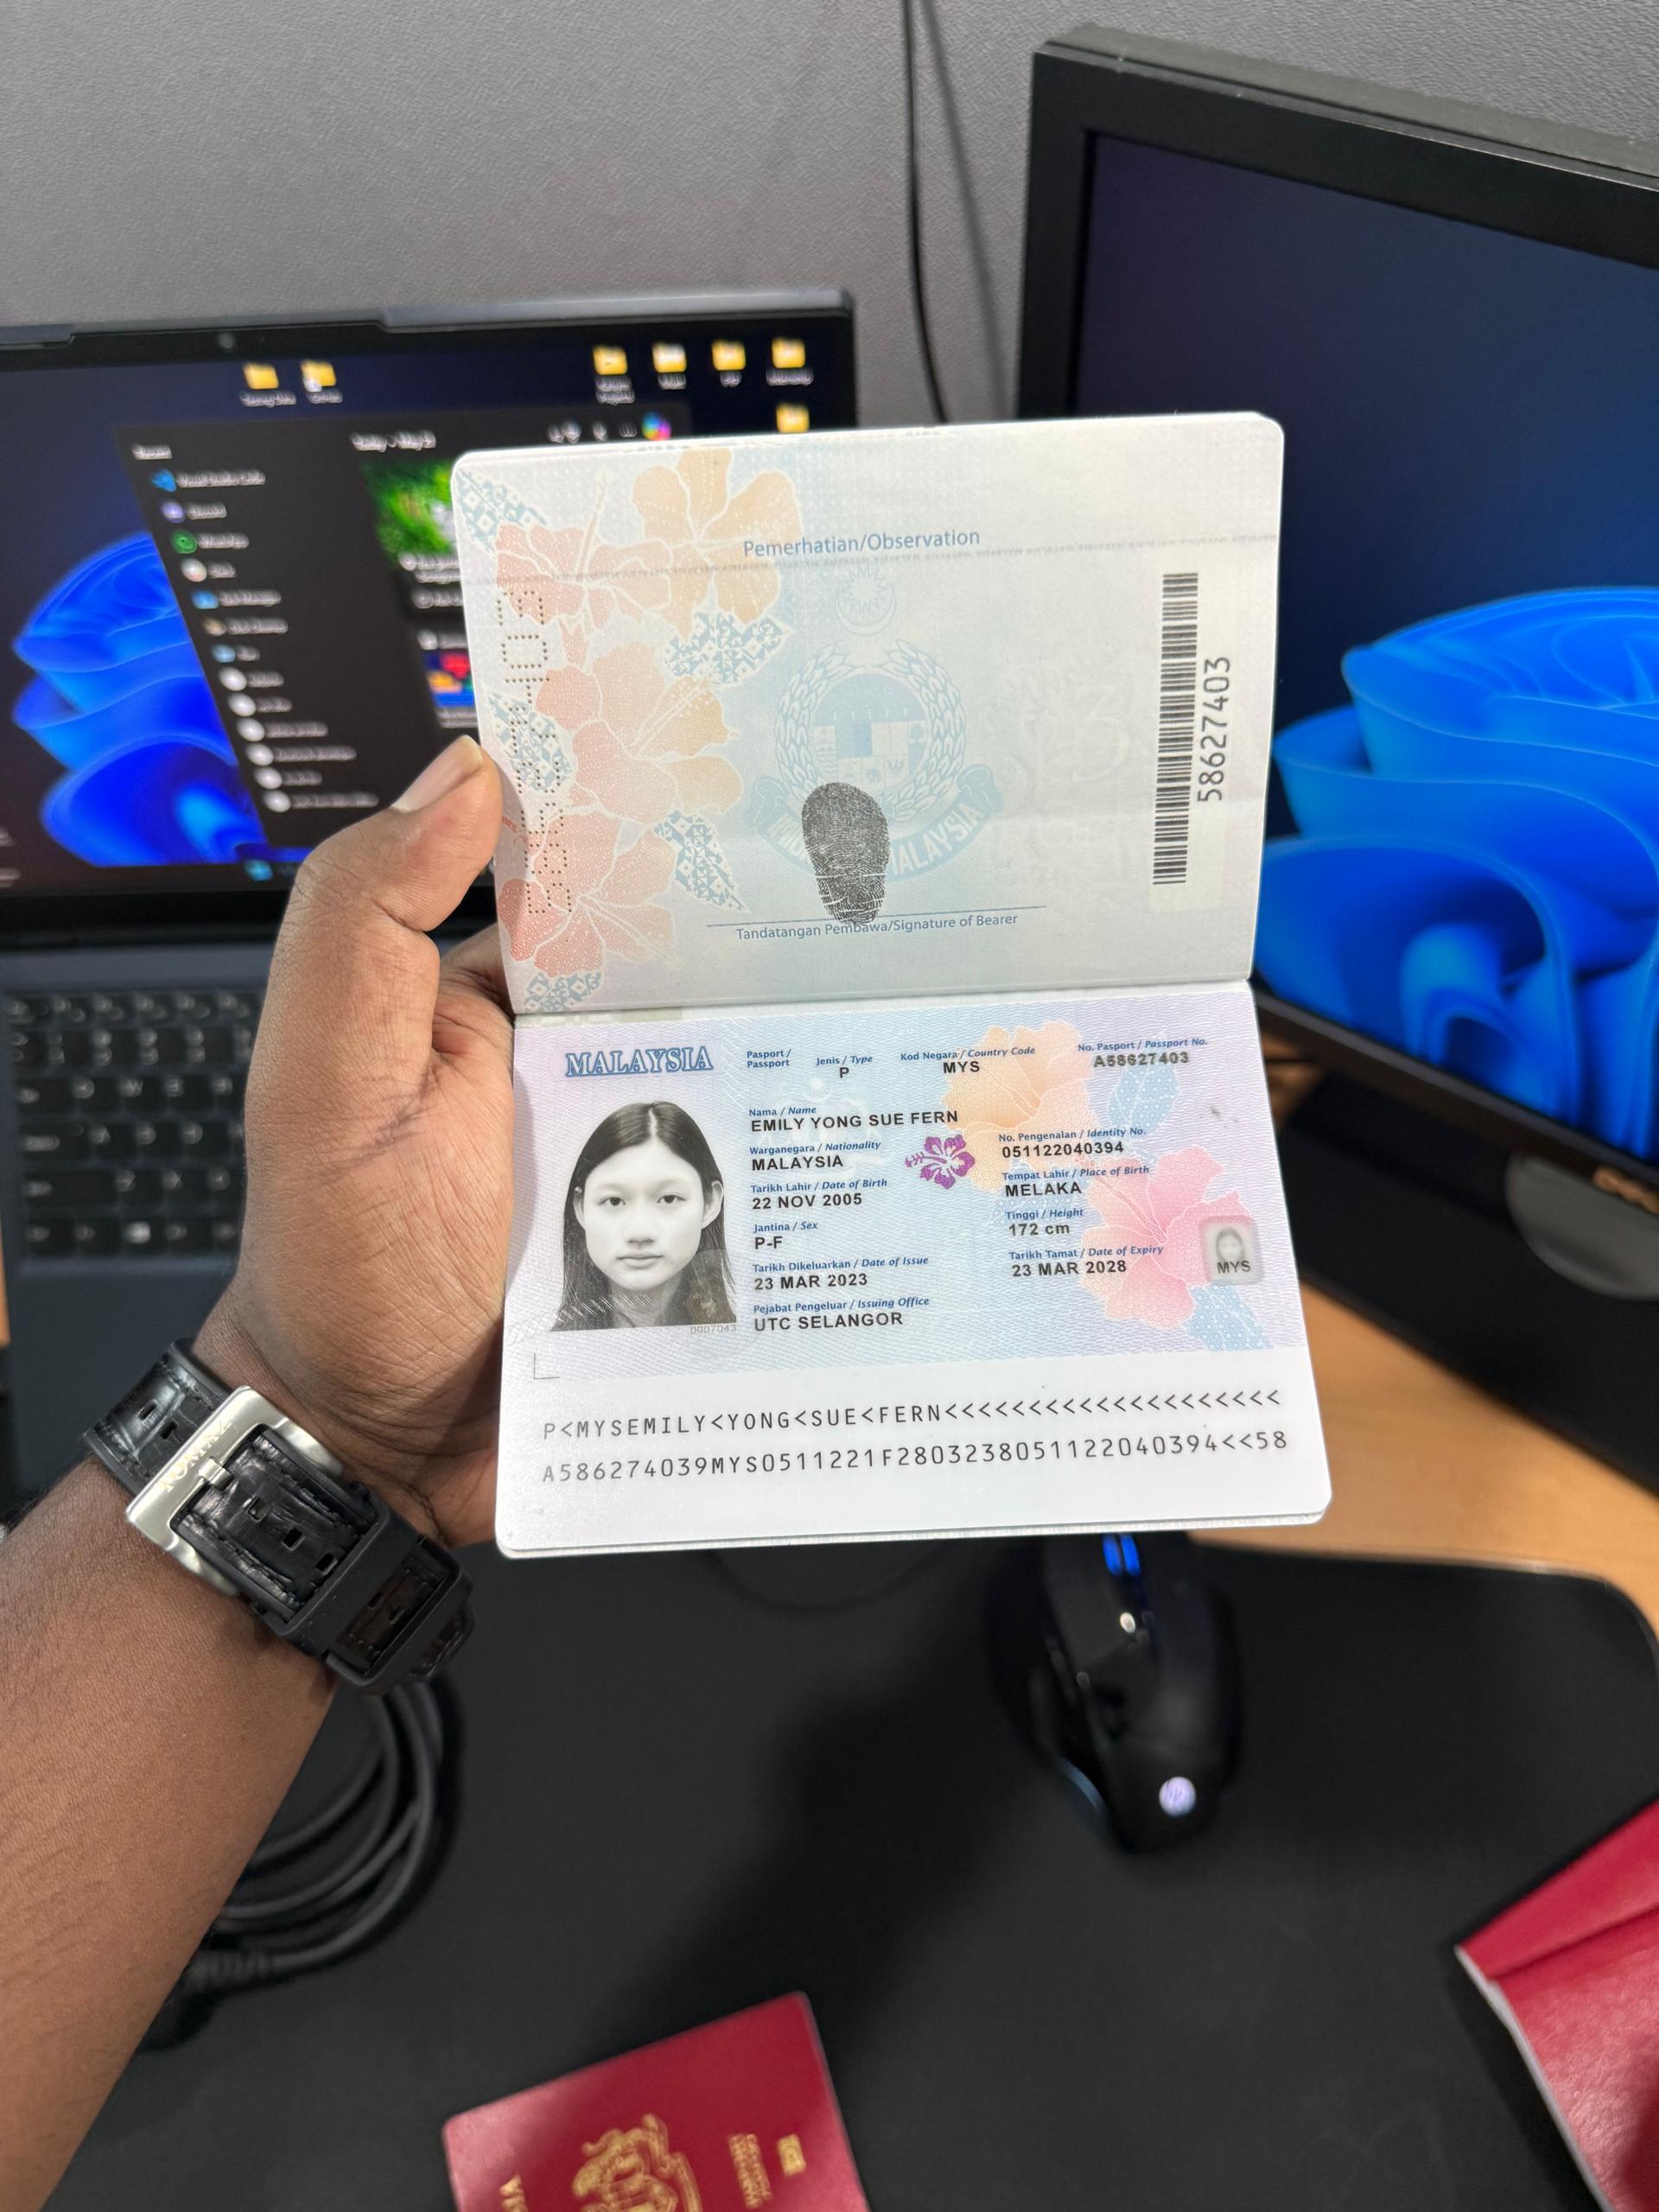 Pemerhatian/Observation
58627403
MALAYSIA
Tandatangan Pembawa/Signature of Bearer
MALAYSIA
Pasport / Passport
Jenis / Type
P
Kod Negara / Country Code
MYS
No. Pasport / Passport No.
A58627403
Nama / Name
EMILY YONG SUE FERN
Warganegara / Nationality
MALAYSIA
No. Pengenalan / Identity No.
051122040394
Tarikh Lahir / Date of Birth
22 NOV 2005
Tempat Lahir / Place of Birth
MELAKA
Jantina / Sex
P-F
Tinggi / Height
172 cm
Tarikh Dikeluarkan / Date of Issue
23 MAR 2023
Tarikh Tamat / Date of Expiry
23 MAR 2028
MYS
Pejabat Pengeluar / Issuing Office
UTC SELANGOR
0007043
P<MYSEMILY<YONG<SUE<FERN<<<<<<<<<<<<<<<<<<<<
A586274039MYS0511221F2803238051122040394<<58